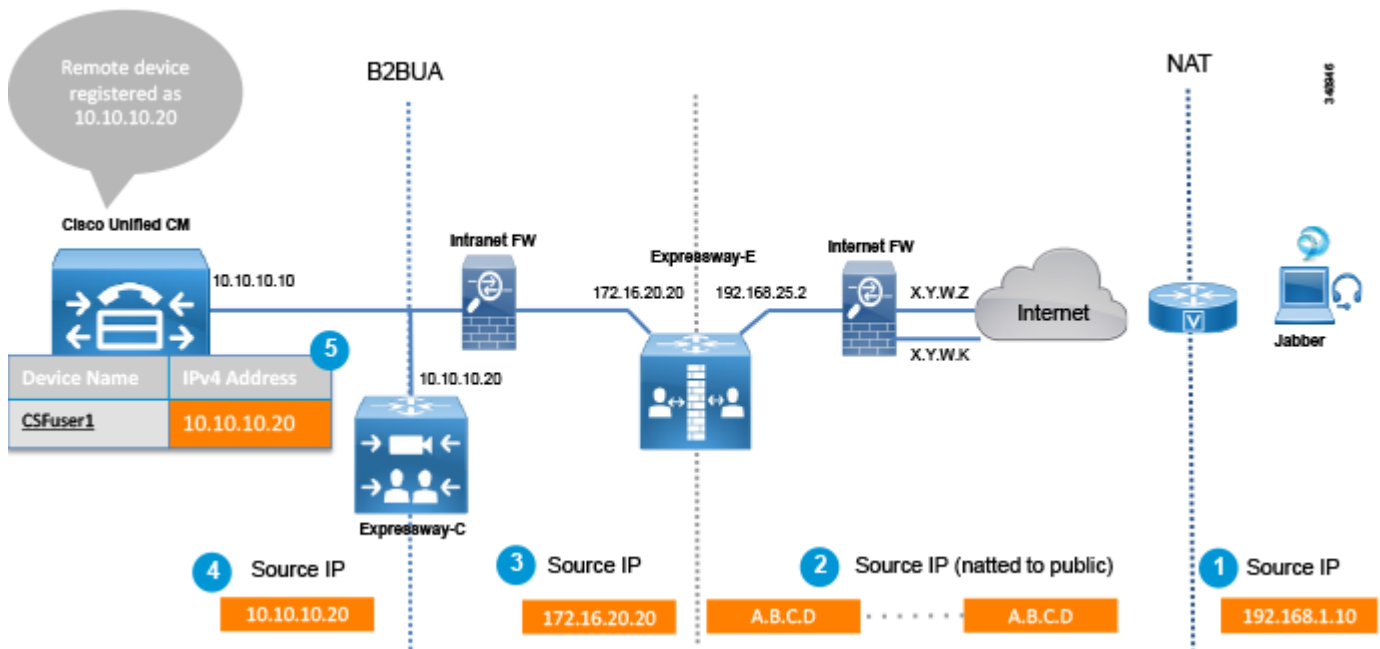 Remote device
registered as
10.10.10.20
B2BUA
NAT
340946
Cisco Unified CM
10.10.10.10
Intranet FW
172.16.20.20
Expressway-E
192.168.25.2
Internet FW
X.Y.W.Z
X.Y.W.K
Internet
V
Jabber
5
Device Name IPv4 Address
CSFuser1 10.10.10.20
10.10.10.20
Expressway-C
4 Source IP
10.10.10.20
3 Source IP
172.16.20.20
2 Source IP (natted to public)
A.B.C.D A.B.C.D
1 Source IP
192.168.1.10